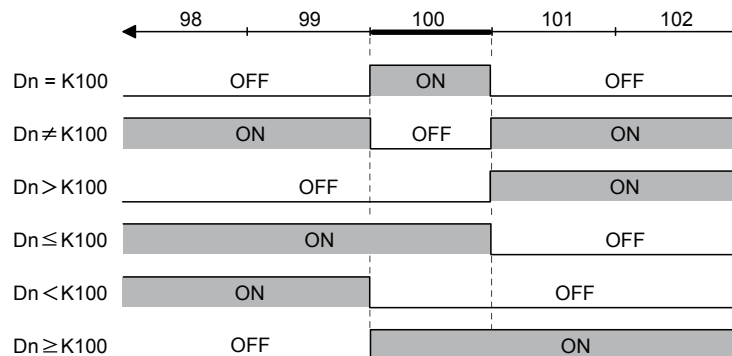 98 99 100 101 102
Dn = K100 OFF ON OFF
Dn≠K100 ON OFF ON
Dn>K100 OFF ON
Dn≦K100 ON OFF
Dn<K100 ON OFF
Dn≧K100 OFF ON